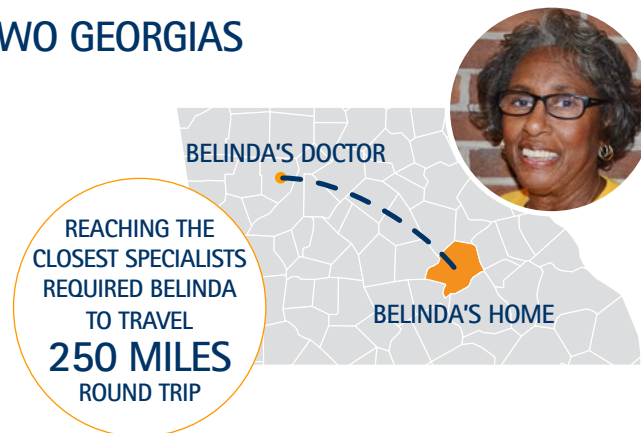 WO GEORGIAS
BELINDA'S DOCTOR
REACHING THE
CLOSEST SPECIALISTS
REQUIRED BELINDA
TO TRAVEL
250 MILES
ROUND TRIP
BELINDA'S HOME